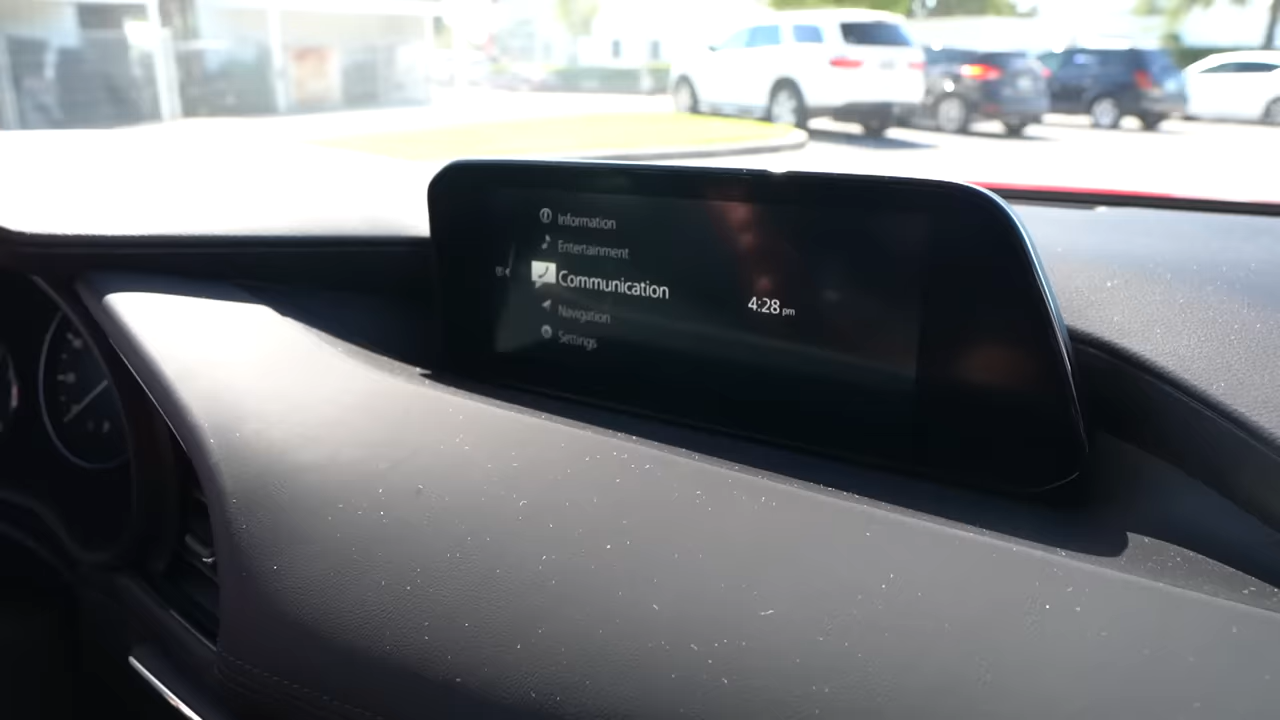 Information
Entertainment
Communication
4:28 pm
Navigation
Settings